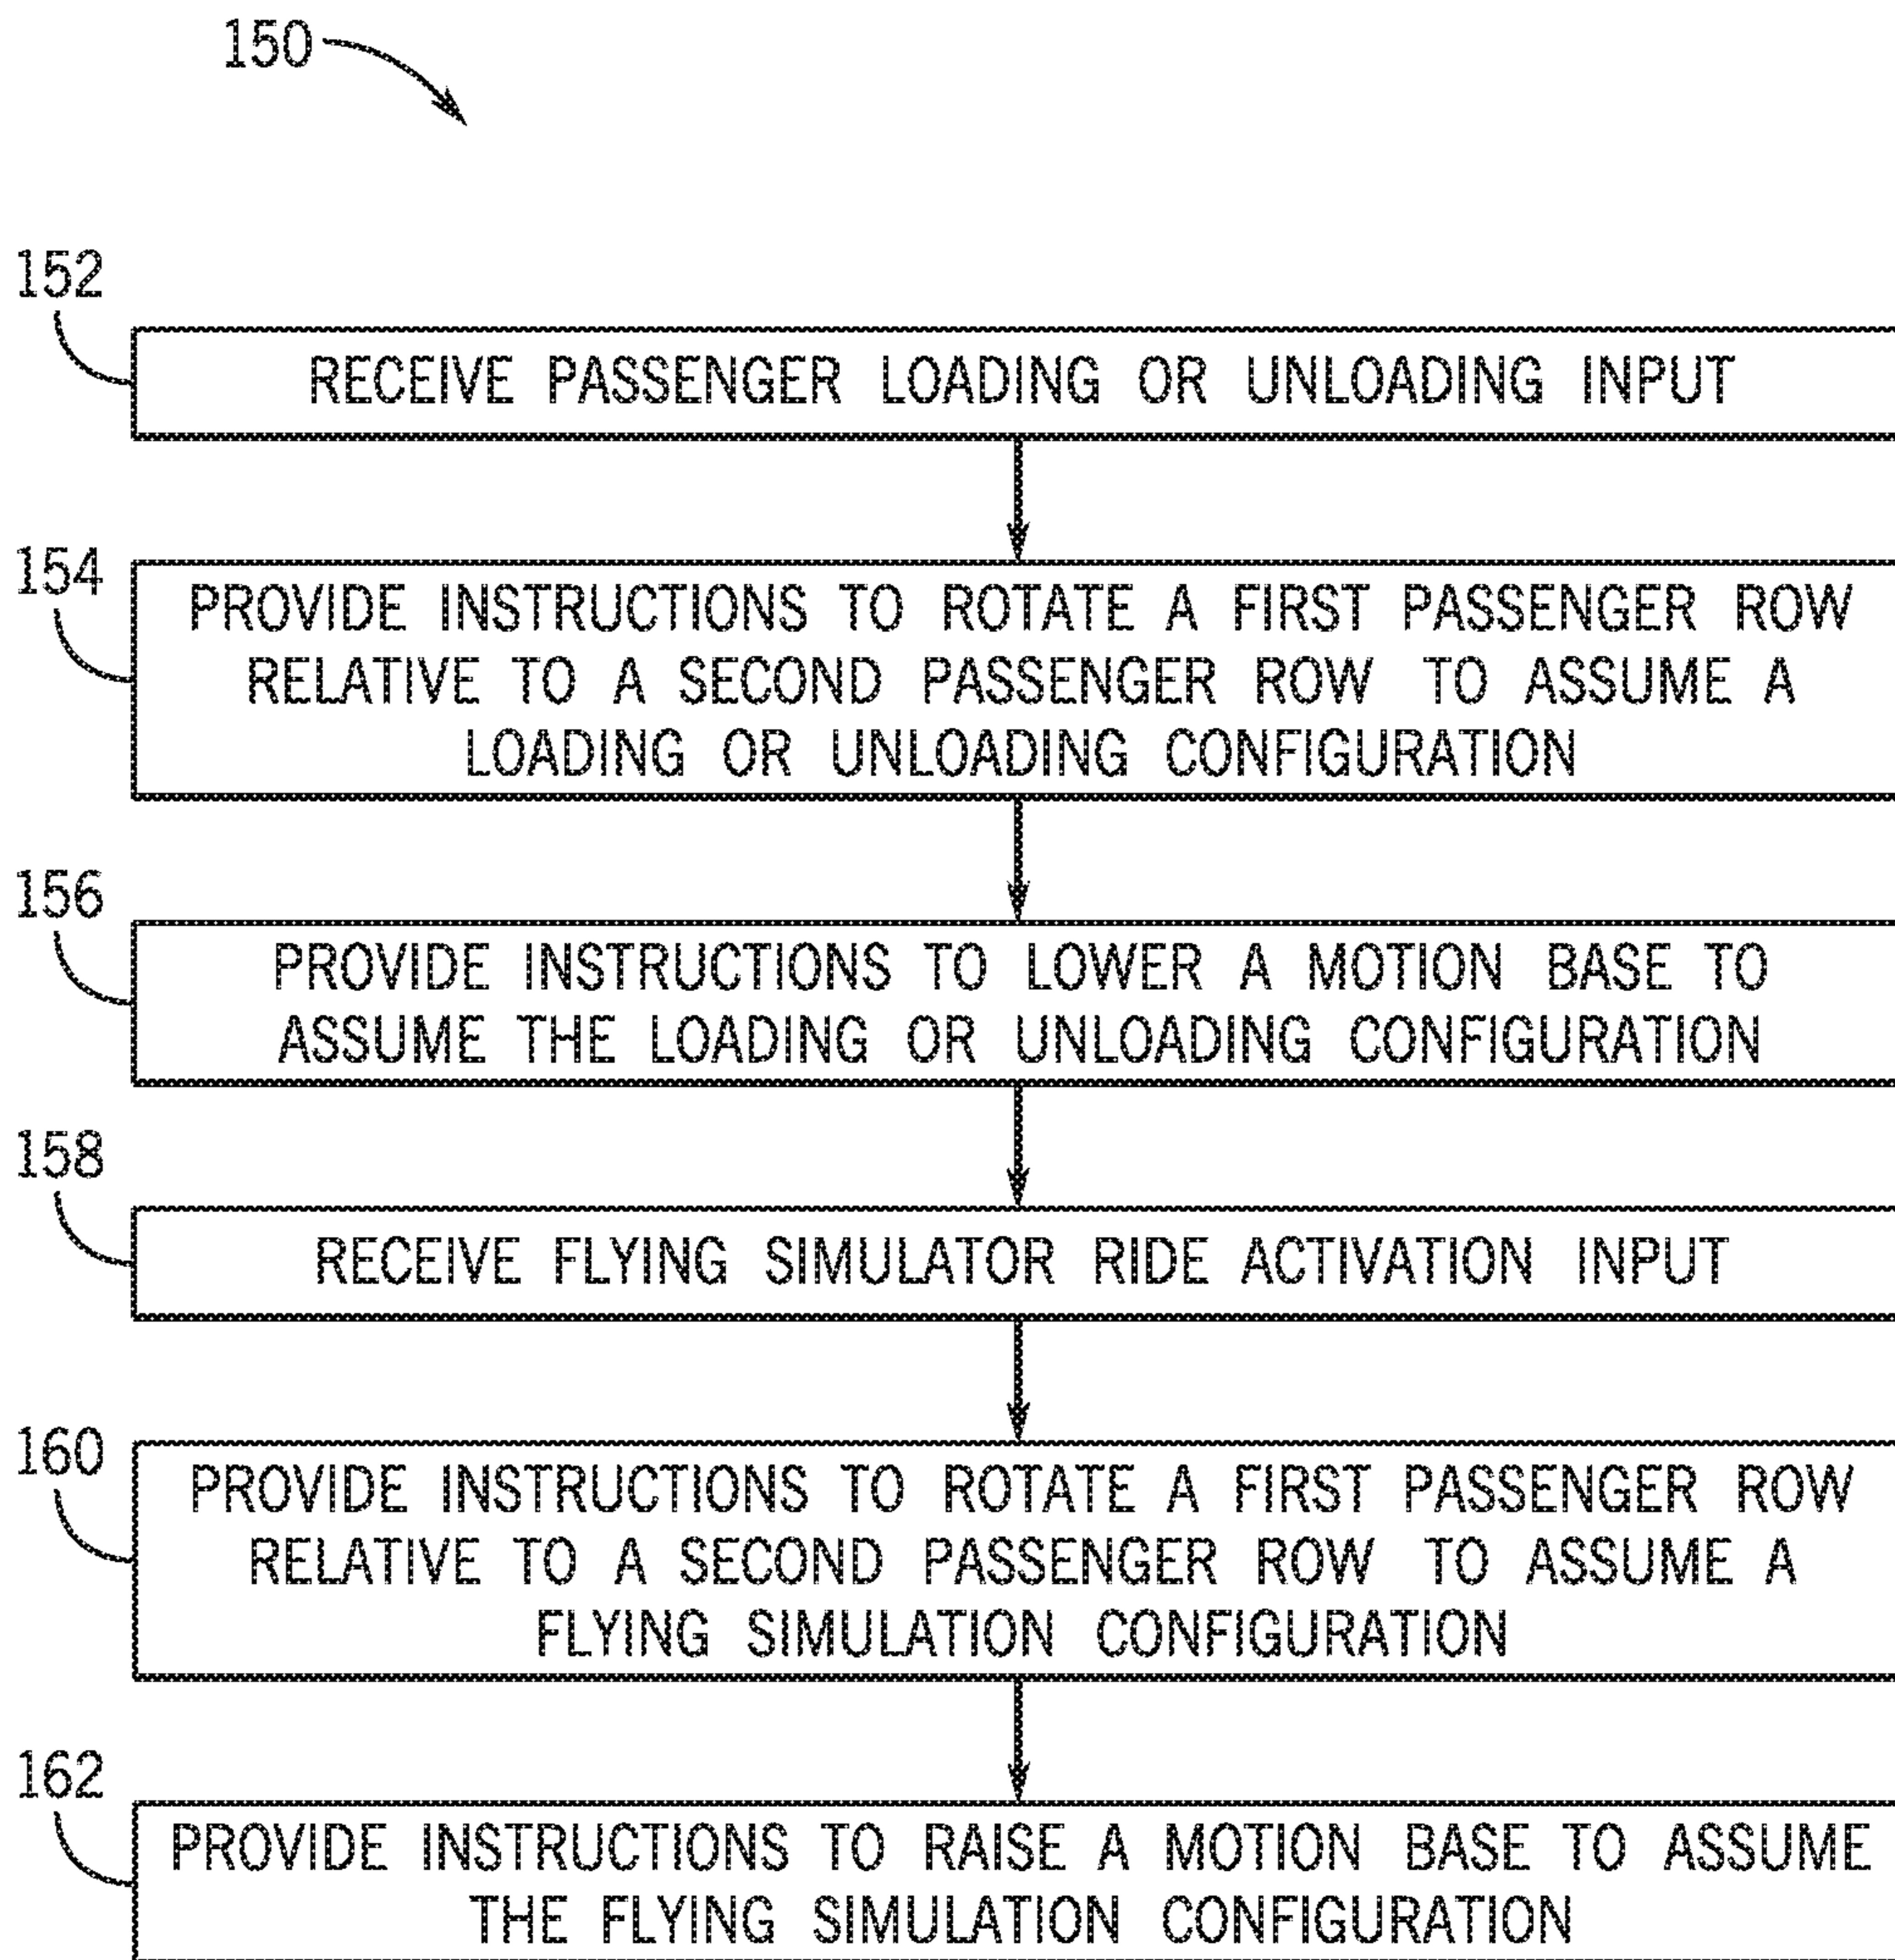 150
152
RECEIVE PASSENGER LOADING OR UNLOADING INPUT
154
PROVIDE INSTRUCTIONS TO ROTATE A FIRST PASSENGER ROW
RELATIVE TO A SECOND PASSENGER ROW TO ASSUME A
LOADING OR UNLOADING CONFIGURATION
156
PROVIDE INSTRUCTIONS TO LOWER A MOTION BASE TO
ASSUME THE LOADING OR UNLOADING CONFIGURATION
158
RECEIVE FLYING SIMULATOR RIDE ACTIVATION INPUT
160
PROVIDE INSTRUCTIONS TO ROTATE A FIRST PASSENGER ROW
RELATIVE TO A SECOND PASSENGER ROW TO ASSUME A
FLYING SIMULATION CONFIGURATION
162
PROVIDE INSTRUCTIONS TO RAISE A MOTION BASE TO ASSUME
THE FLYING SIMULATION CONFIGURATION